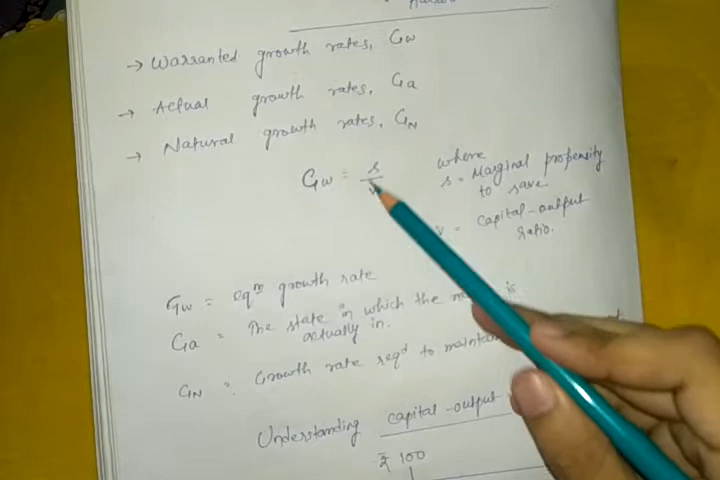 → Warranted growth rates, Gw
→ Actual growth rates, Ga
→ Natural growth rates, GN
Gw = s/v
where
s = Marginal propensity to save
v = capital-output ratio.
Gw = eqm growth rate
Ga = The state in which the is actually in.
GN = Growth rate reqd to maintain
Understanding capital-output
₹ 100